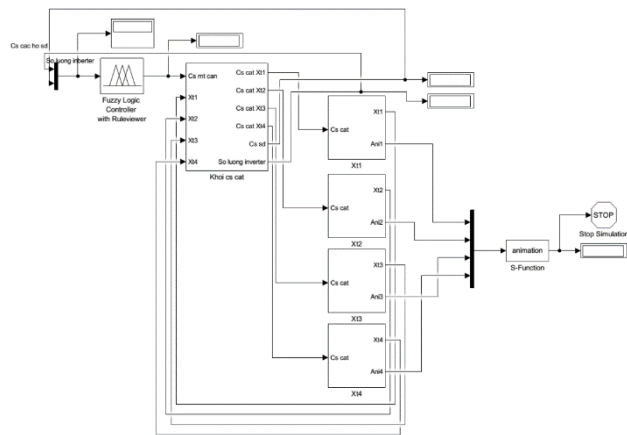 Cs cac ho sd
So luong inberter
Fuzzy Logic
Controller
with Ruleviewer
Cs mt can
Xt1
Xt2
Xt3
Xt4
Cs cat Xt1
Cs cat Xt2
Cs cat Xt3
Cs cat Xt4
Cs sd
So luong inverter
Khoi cs cat
Cs cat
Xt1
Ani1
Xt1
Cs cat
Xt2
Ani2
Xt2
Cs cat
Xt3
Ani3
Xt3
Cs cat
Xt4
Ani4
Xt4
animation
S-Function
STOP
Stop Simulation